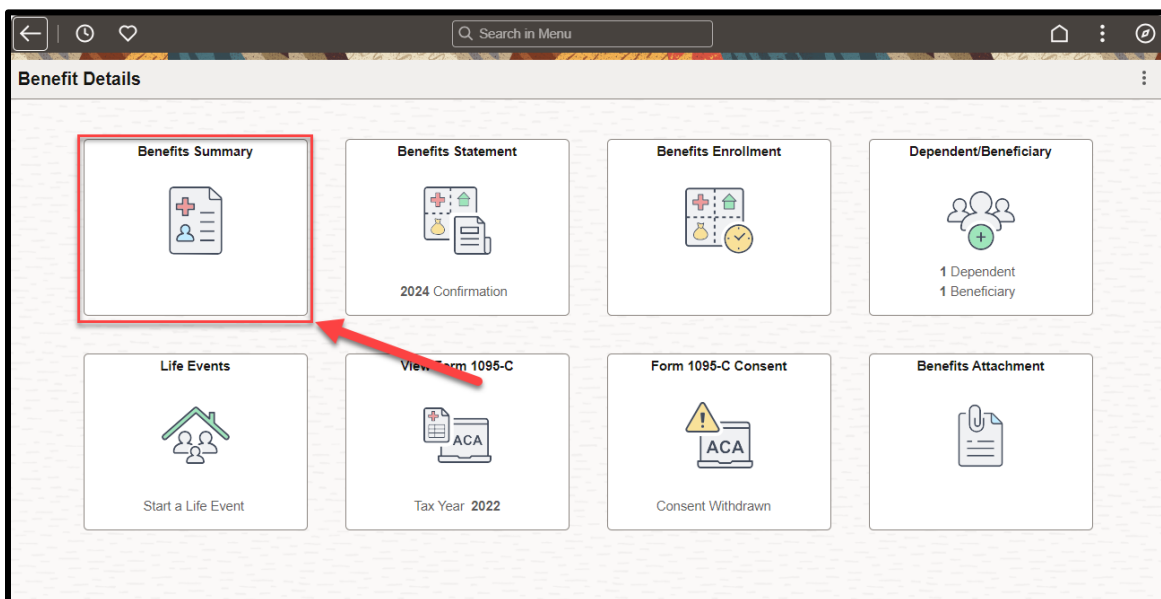 Search in Menu
Benefit Details
Benefits Summary
Benefits Statement
2024 Confirmation
Benefits Enrollment
Dependent/Beneficiary
1 Dependent
1 Beneficiary
Life Events
Start a Life Event
View Form 1095-C
ACA
Tax Year 2022
Form 1095-C Consent
ACA
Consent Withdrawn
Benefits Attachment